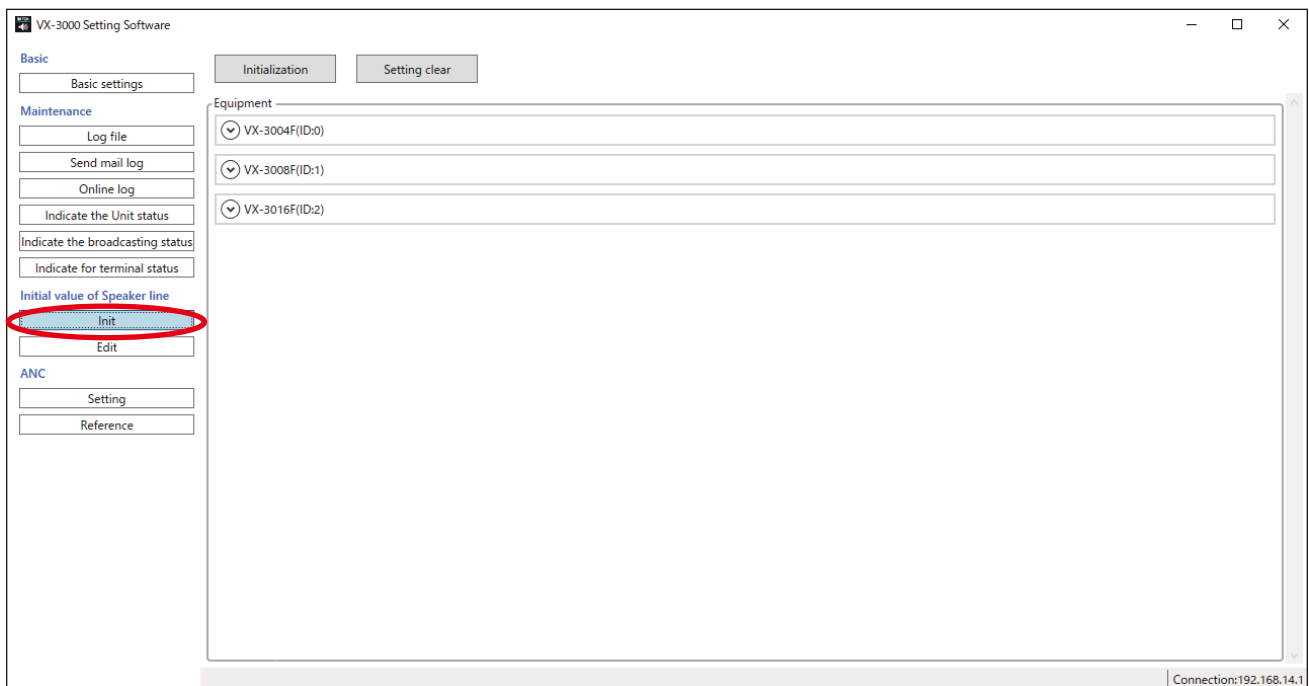 VX-3000 Setting Software
Basic
Basic settings
Maintenance
Log file
Send mail log
Online log
Indicate the Unit status
Indicate the broadcasting status
Indicate for terminal status
Initial value of Speaker line
Init
Edit
ANC
Setting
Reference
Initialization Setting clear
Equipment
VX-3004F(ID:0)
VX-3008F(ID:1)
VX-3016F(ID:2)
Connection:192.168.14.1